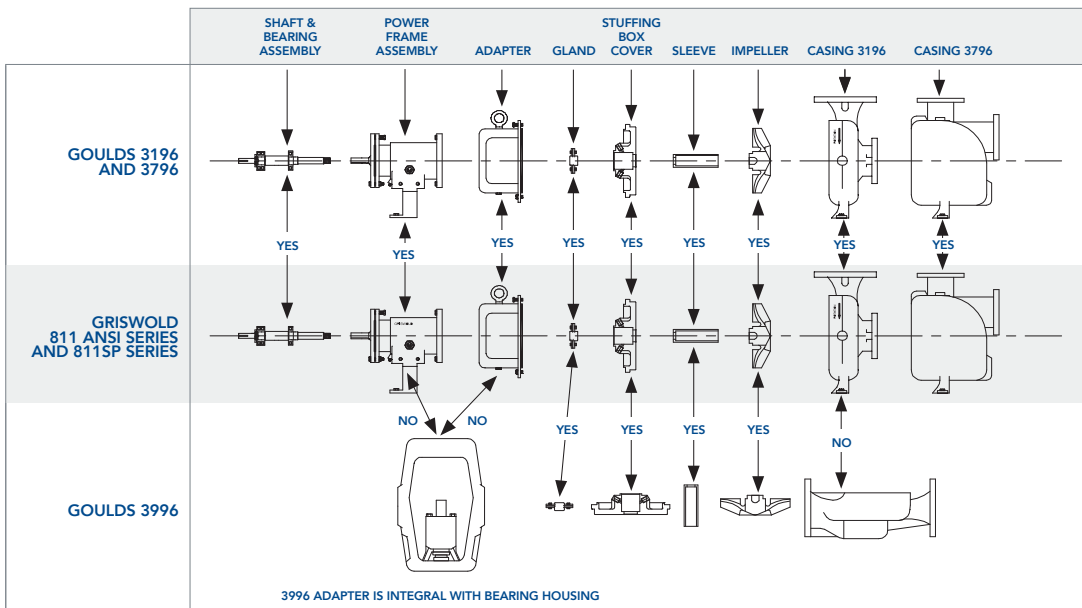 SHAFT &
BEARING
ASSEMBLY
POWER
FRAME
ASSEMBLY
ADAPTER
GLAND
STUFFING
BOX
COVER
SLEEVE
IMPELLER
CASING 3196
CASING 3796
GOULDS 3196
AND 3796
YES
YES
YES
YES
YES
YES
YES
YES
YES
GRISWOLD
811 ANSI SERIES
AND 811SP SERIES
NO
NO
YES
YES
YES
YES
NO
GOULDS 3996
3996 ADAPTER IS INTEGRAL WITH BEARING HOUSING